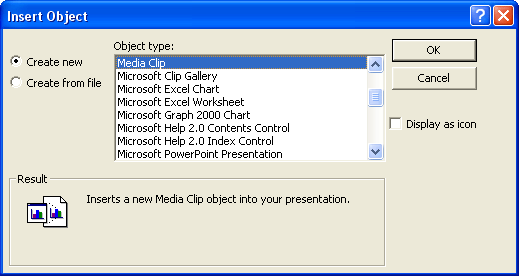 Insert Object
Object type:
Create new
Create from file
Media Clip
Microsoft Clip Gallery
Microsoft Excel Chart
Microsoft Excel Worksheet
Microsoft Graph 2000 Chart
Microsoft Help 2.0 Contents Control
Microsoft Help 2.0 Index Control
Microsoft PowerPoint Presentation
OK
Cancel
Display as icon
Result
Inserts a new Media Clip object into your presentation.